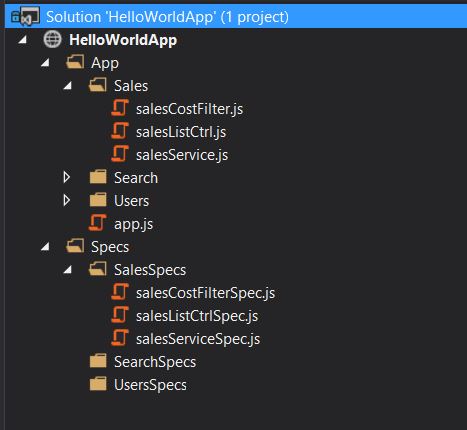 Solution 'HelloWorldApp' (1 project)
HelloWorldApp
App
Sales
salesCostFilter.js
salesListCtrl.js
salesService.js
Search
Users
app.js
Specs
SalesSpecs
salesCostFilterSpec.js
salesListCtrlSpec.js
salesServiceSpec.js
SearchSpecs
UsersSpecs